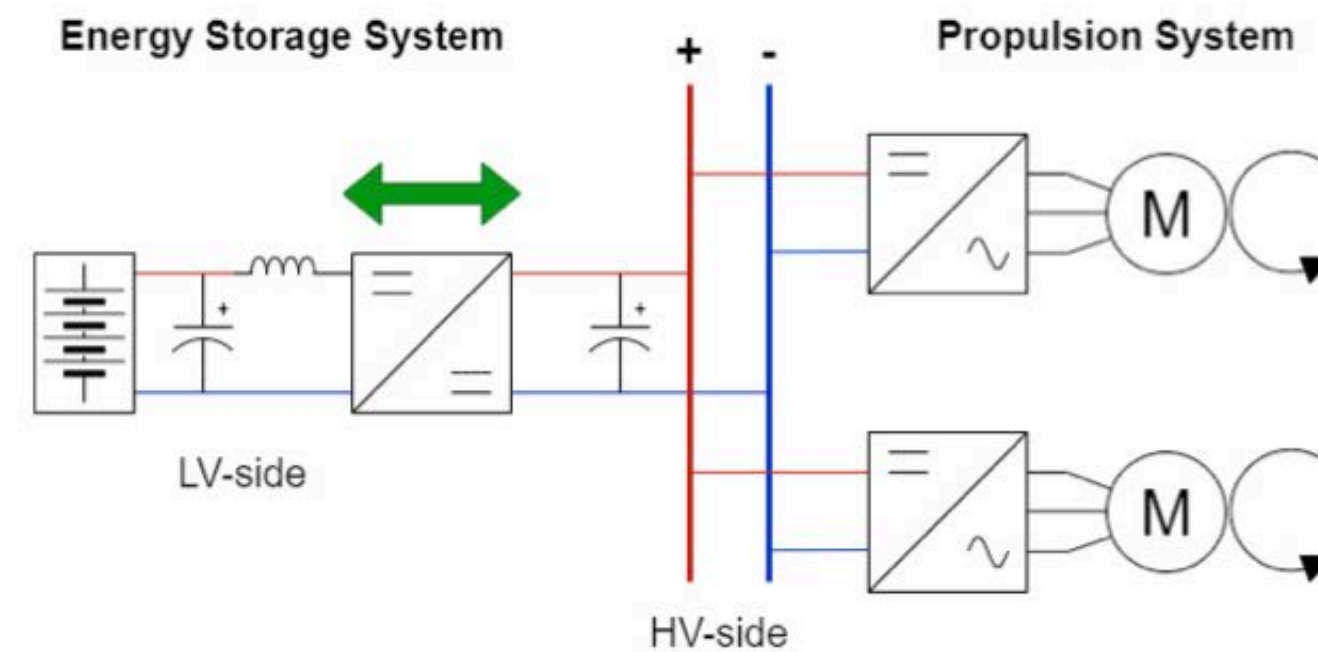 Energy Storage System
+ -
Propulsion System
M
+
+
LV-side
M
HV-side